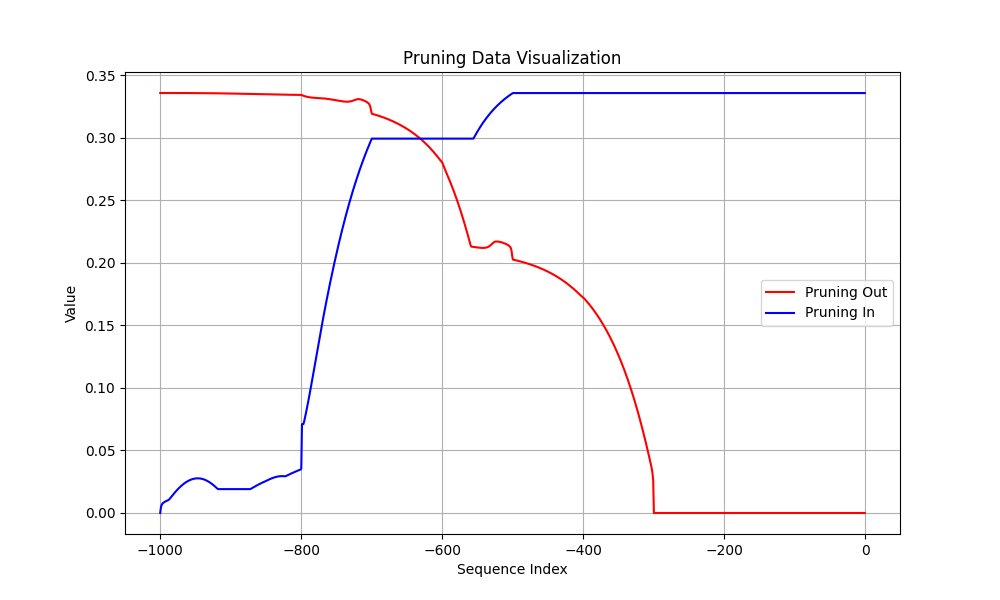 Pruning Data Visualization
Value
0.35
0.30
0.25
0.20
0.15
0.10
0.05
0.00
Pruning Out
Pruning In
−1000 −800 −600 −400 −200 0
Sequence Index